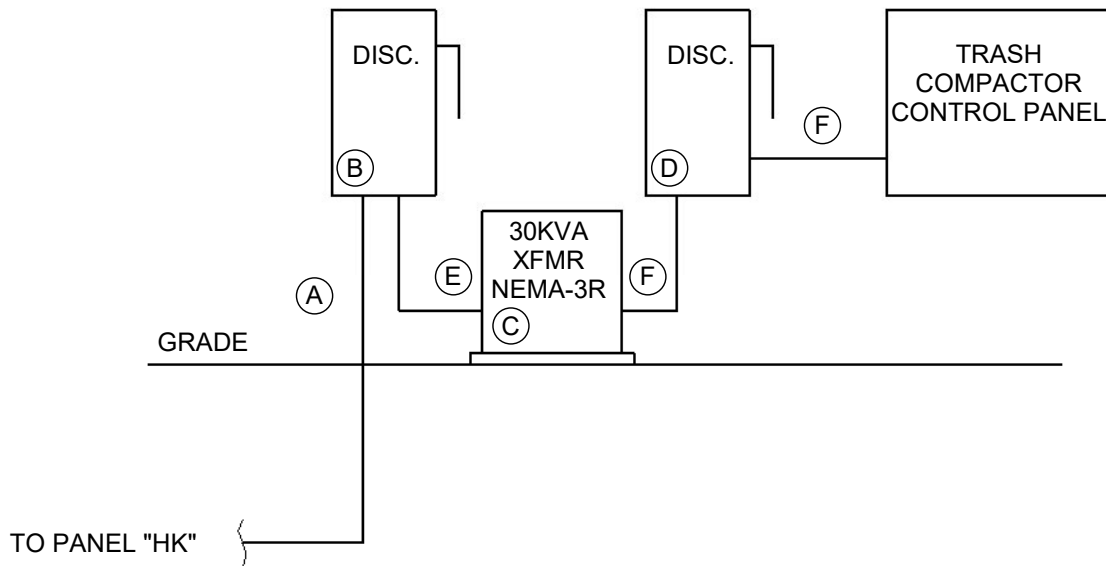 DISC.
B
DISC.
D
TRASH
COMPACTOR
CONTROL PANEL
F
A
E
30KVA
XFMR
NEMA-3R
C
F
GRADE
TO PANEL "HK"